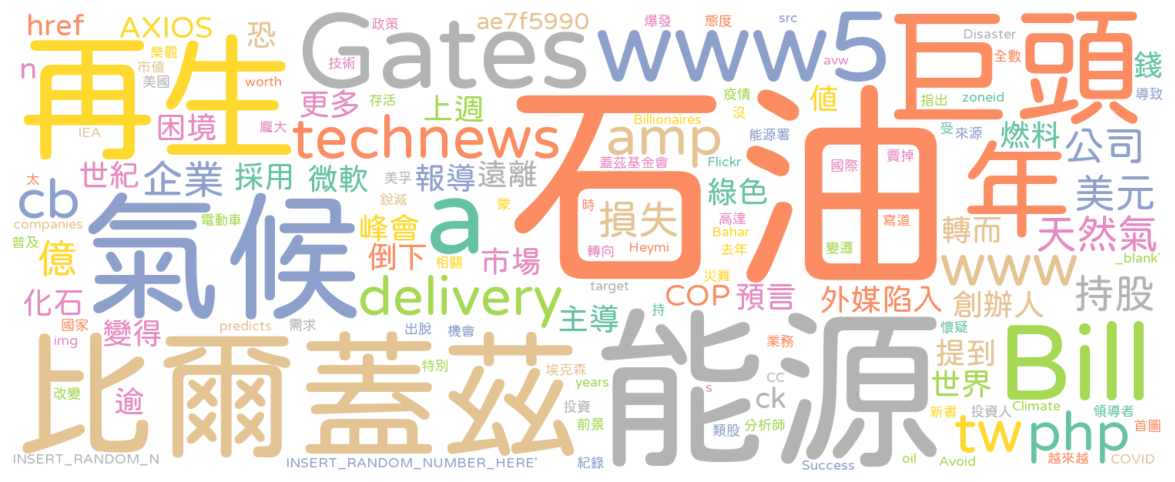 href AXIOS 恐 Gates ae7f5990 爆發 態度 src www5 巨頭 Disaster 全數 錢 導致
政策 技術 avw
n 再生 樂觀 市值 美國 worth IEA 困境 龐大
更多 存活 上週 technews 石油 Billionaires amp 疫情 沒 值 能源署 指出 zoneid 受 來源 燃料 公司
太 世紀 企業 採用 微軟 美孚 報導 遠離 蓋茲基金會 Flickr 國際 賣掉 年 美元
cb companies 氣候 電動車 銳減 a 蒙 時 損失 綠色 高達 Bahar 寫道 轉而 天然氣
普及 億 峰會 倒下 相關 市場 轉向 Heymi 去年 變遷 www _blank'
化石 國家 img 變得 predicts 需求 delivery 主導 target 災難 COP 預言 外媒陷入 創辦人 持股
比爾蓋茲 出脫 機會 持 能源 業務 懷疑 提到 Bill
改變 逾 特別 埃克森 years 投資 前景 s CC ck 世界 新書 投資人 Climate 領導者
類股 分析師 tw php 首圖
INSERT_RANDOM_N INSERT_RANDOM_NUMBER_HERE' 紀錄 Success oil Avoid 越來越 COVID